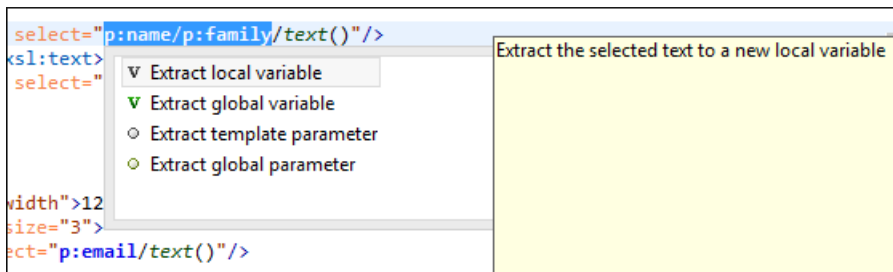 select="p:name/p:family/text()"/>
xsl:text>
select="
Extract the selected text to a new local variable
Extract local variable
Extract global variable
Extract template parameter
Extract global parameter
width">12
size="3">
ect="p:email/text()"/>